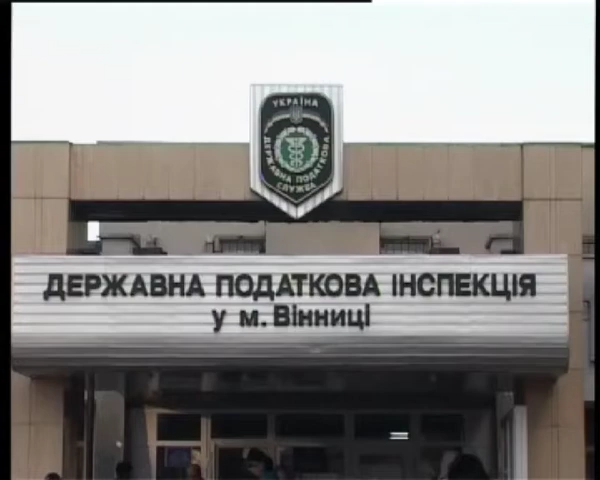 УКРАЇНА
ДЕРЖАВНА ПОДАТКОВА
СЛУЖБА
ДЕРЖАВНА ПОДАТКОВА ІНСПЕКЦІЯ
у м. Вінниці